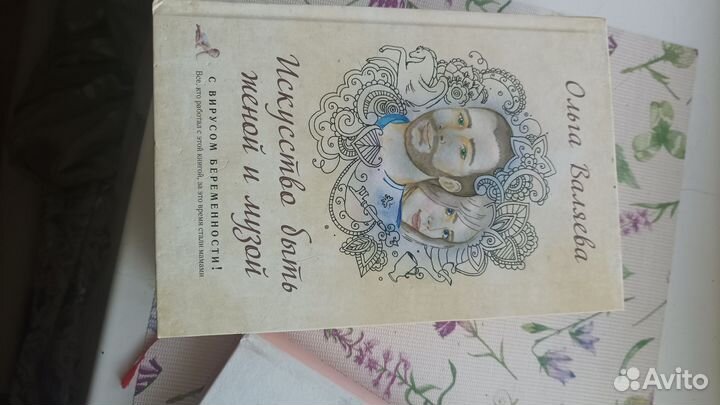 Ольга Валяева
Искусство быть
женой и музой
С ВИРУСОМ БЕРЕМЕННОСТИ!
Все, кто работал с этой книгой, за это время стали мамами
Avito